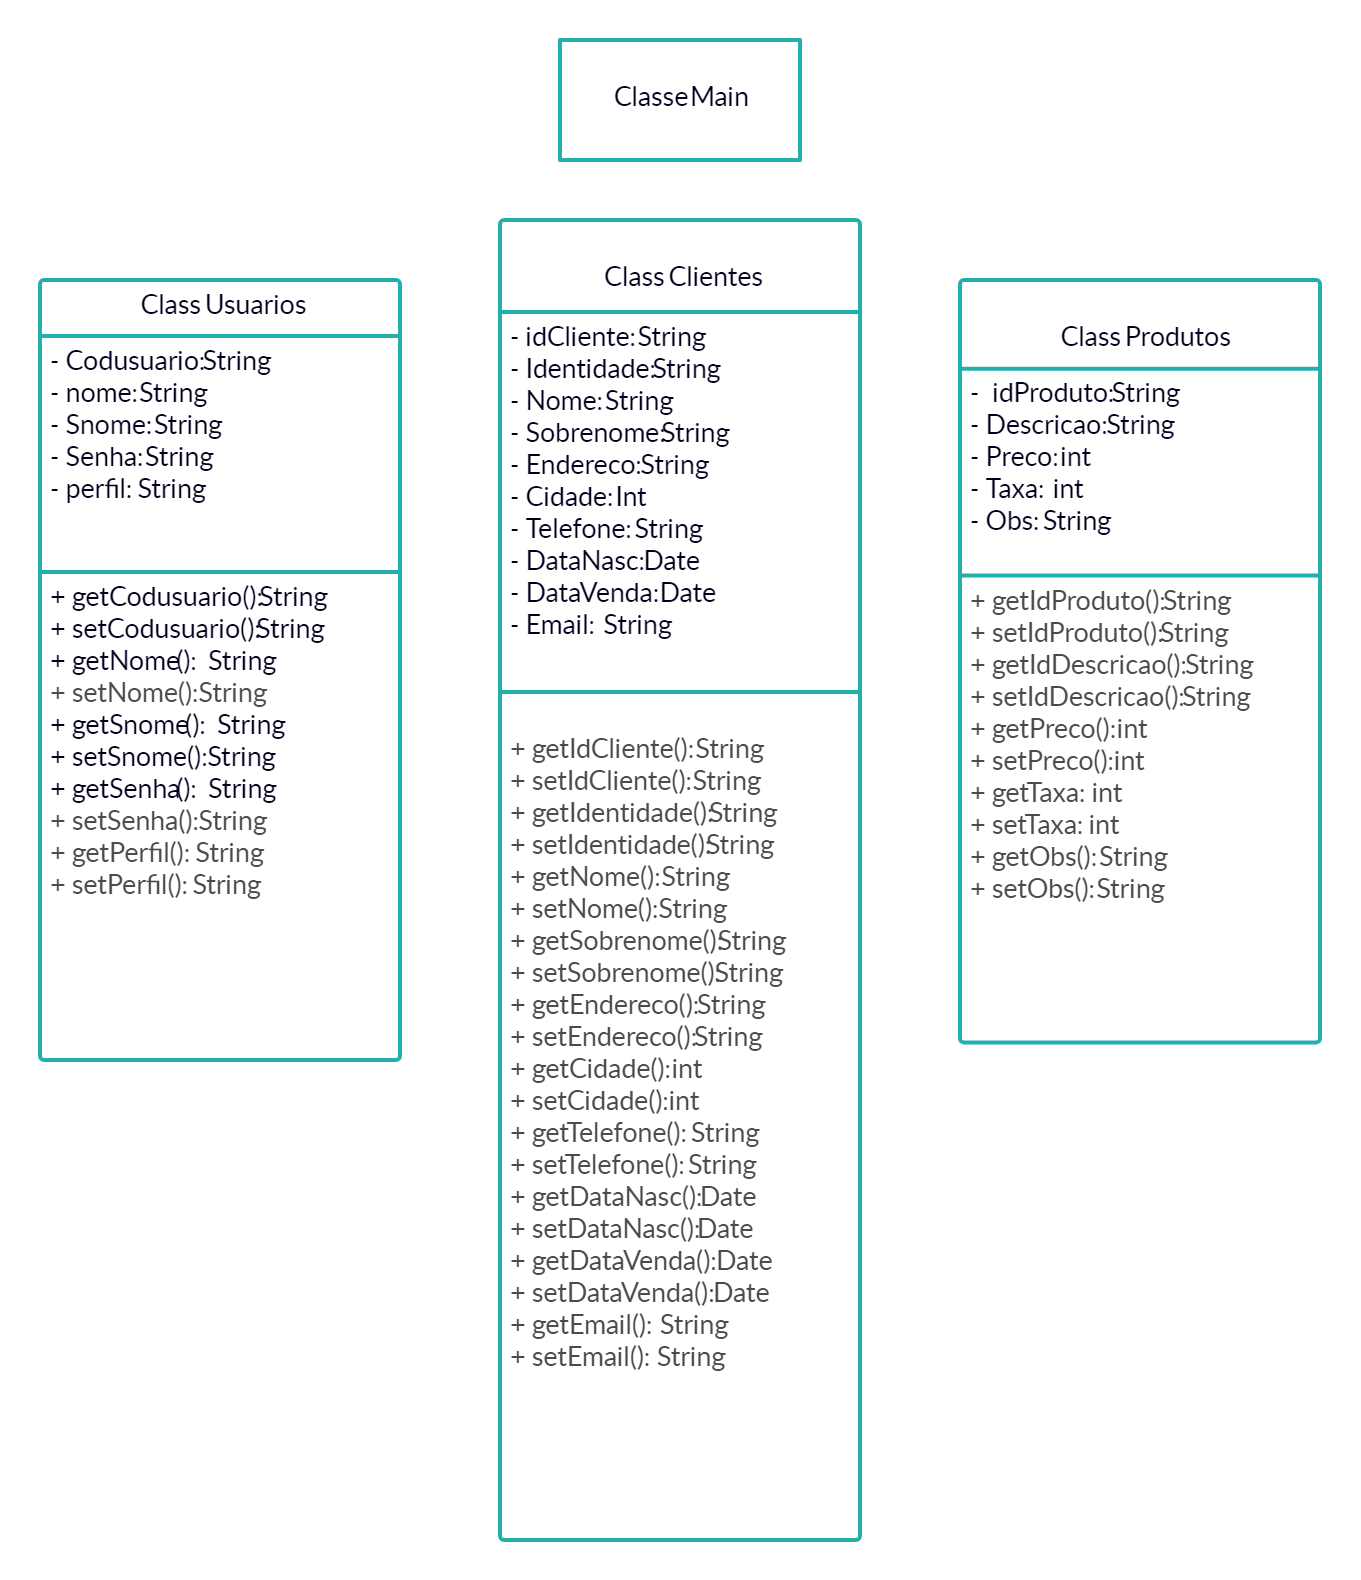 Classe Main
Class Usuarios
- Codusuario:String
- nome: String
- Snome: String
- Senha: String
- perfil: String
+ getCodusuario():String
+ setCodusuario():String
+ getNome(): String
+ setNome():String
+ getSnome(): String
+ setSnome():String
+ getSenha(): String
+ setSenha():String
+ getPerfil(): String
+ setPerfil(): String
Class Clientes
- idCliente: String
- Identidade:String
- Nome: String
- Sobrenome:String
- Endereco:String
- Cidade: Int
- Telefone: String
- DataNasc:Date
- DataVenda:Date
- Email: String
+ getIdCliente(): String
+ setIdCliente(): String
+ getIdentidade():String
+ setIdentidade():String
+ getNome(): String
+ setNome():String
+ getSobrenome():String
+ setSobrenome():String
+ getEndereco():String
+ setEndereco():String
+ getCidade():int
+ setCidade():int
+ getTelefone(): String
+ setTelefone(): String
+ getDataNasc():Date
+ setDataNasc():Date
+ getDataVenda():Date
+ setDataVenda():Date
+ getEmail(): String
+ setEmail(): String
Class Produtos
- idProduto:String
- Descricao:String
- Preco: int
- Taxa: int
- Obs: String
+ getIdProduto():String
+ setIdProduto():String
+ getIdDescricao():String
+ setIdDescricao():String
+ getPreco():int
+ setPreco():int
+ getTaxa: int
+ setTaxa: int
+ getObs(): String
+ setObs(): String